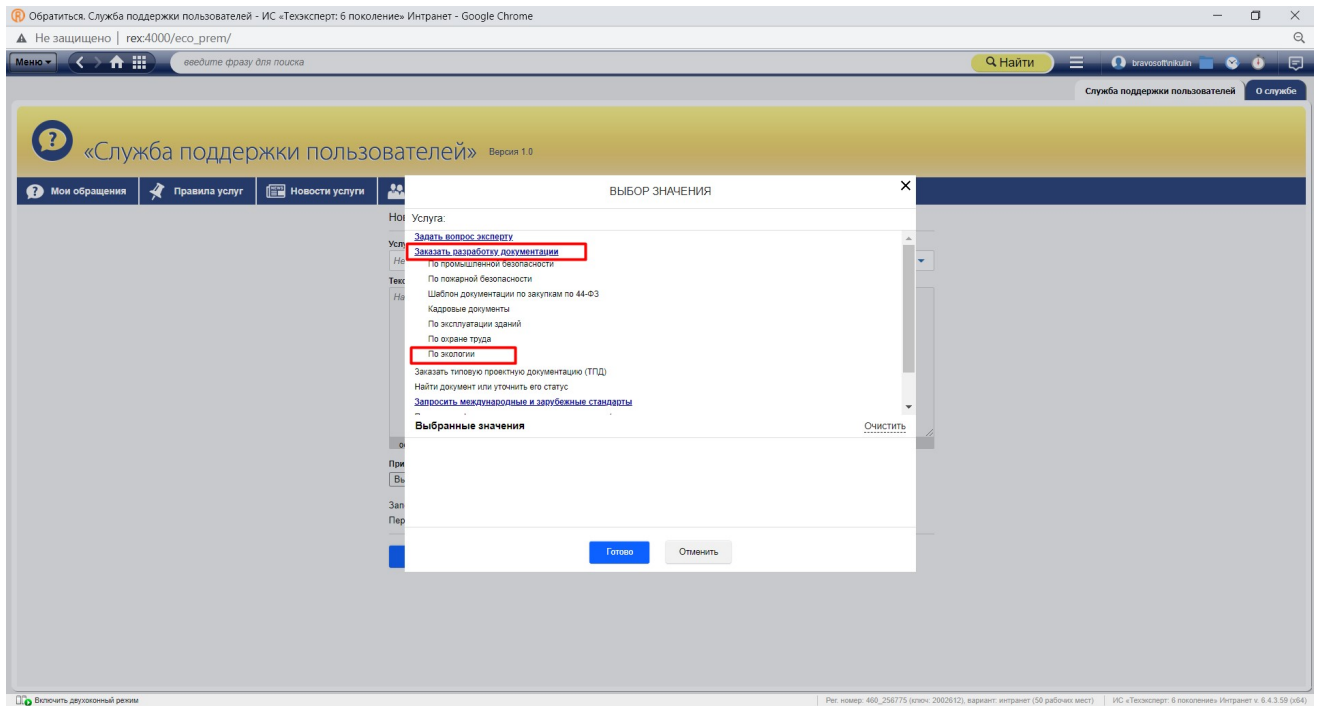 Обратиться. Служба поддержки пользователей - ИС «Техэксперт: 6 поколение» Интранет - Google Chrome
Не защищено | rex:4000/eco_prem/
Меню введите фразу для поиска Найти bravosoft\nikulin
Служба поддержки пользователей О службе
«Служба поддержки пользователей» Версия 1.0
Мои обращения Правила услуг Новости услуги
ВЫБОР ЗНАЧЕНИЯ
Услуга:
Задать вопрос эксперту
Заказать разработку документации
По промышленной безопасности
По пожарной безопасности
Шаблон документации по закупкам по 44-ФЗ
Кадровые документы
По эксплуатации зданий
По охране труда
По экологии
Заказать типовую проектную документацию (ТПД)
Найти документ или уточнить его статус
Запросить международные и зарубежные стандарты
Выбранные значения Очистить
Готово Отменить
Включить двухоконный режим
Рег. номер: 460_256775 (ключ: 2002612), вариант: интранет (50 рабочих мест) ИС «Техэксперт: 6 поколение» Интранет v. 6.4.3.59 (x64)